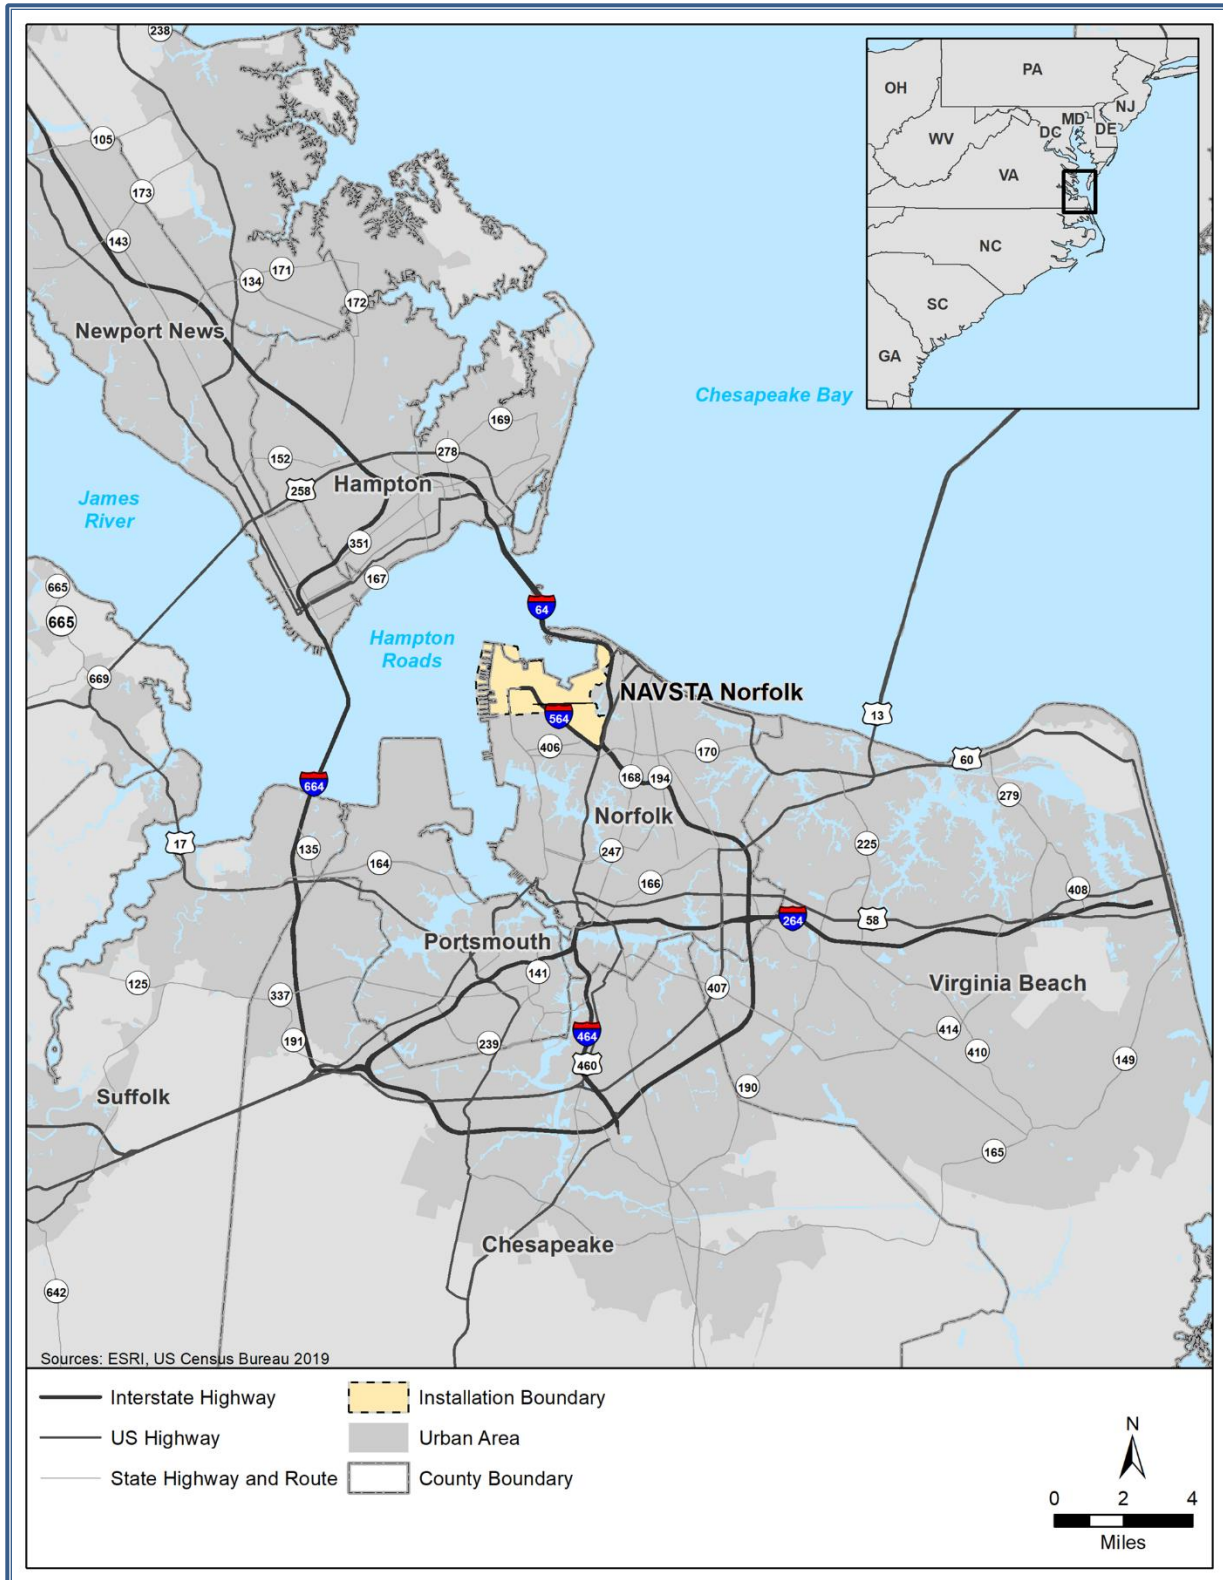 238
105
173
143
134
171
172
Newport News
Chesapeake Bay
169
278
152
258
Hampton
James
River
351
167
665
665
64
Hampton
Roads
669
NAVSTA Norfolk
564
406
13
170
60
168
194
664
279
Norfolk
17
135
164
247
225
166
408
264
58
Portsmouth
141
125
337
407
Virginia Beach
191
239
464
460
414
410
149
190
Suffolk
165
Chesapeake
642
Sources: ESRI, US Census Bureau 2019
PA
OH
NJ
MD
DE
DC
WV
VA
NC
SC
GA
Interstate Highway
US Highway
State Highway and Route
Installation Boundary
Urban Area
County Boundary
N
0 2 4
Miles